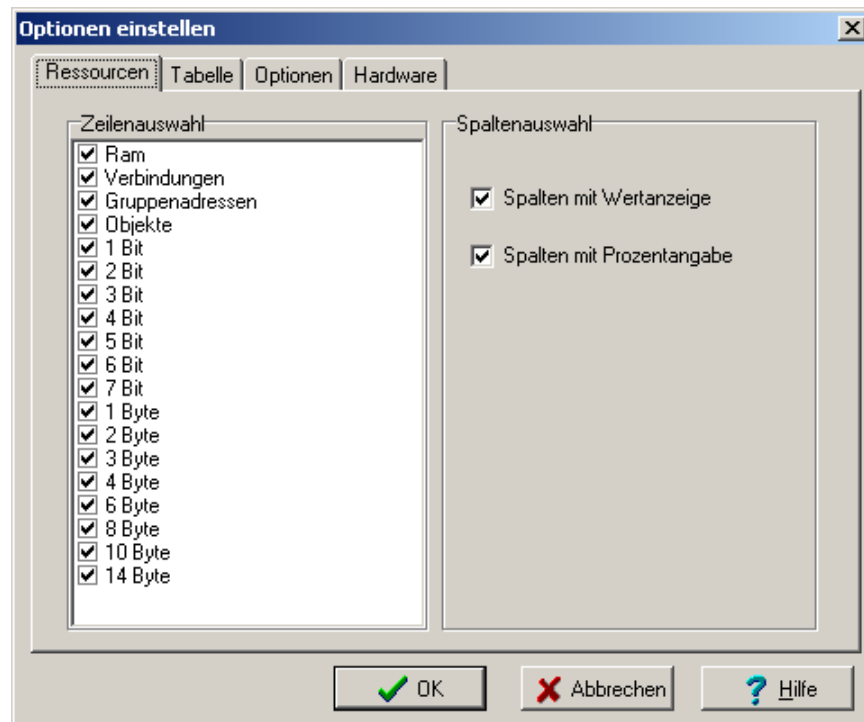 Optionen einstellen
Ressourcen Tabelle Optionen Hardware
Zeilenauswahl
Ram
Verbindungen
Gruppenadressen
Objekte
1 Bit
2 Bit
3 Bit
4 Bit
5 Bit
6 Bit
7 Bit
1 Byte
2 Byte
3 Byte
4 Byte
6 Byte
8 Byte
10 Byte
14 Byte
Spaltenauswahl
Spalten mit Wertanzeige
Spalten mit Prozentangabe
OK Abbrechen Hilfe